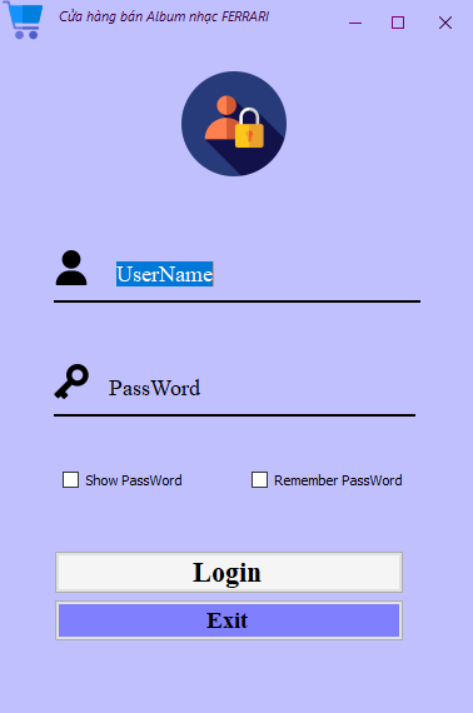 Cửa hàng bán Album nhạc FERRARI
UserName
PassWord
Show PassWord
Remember PassWord
Login
Exit